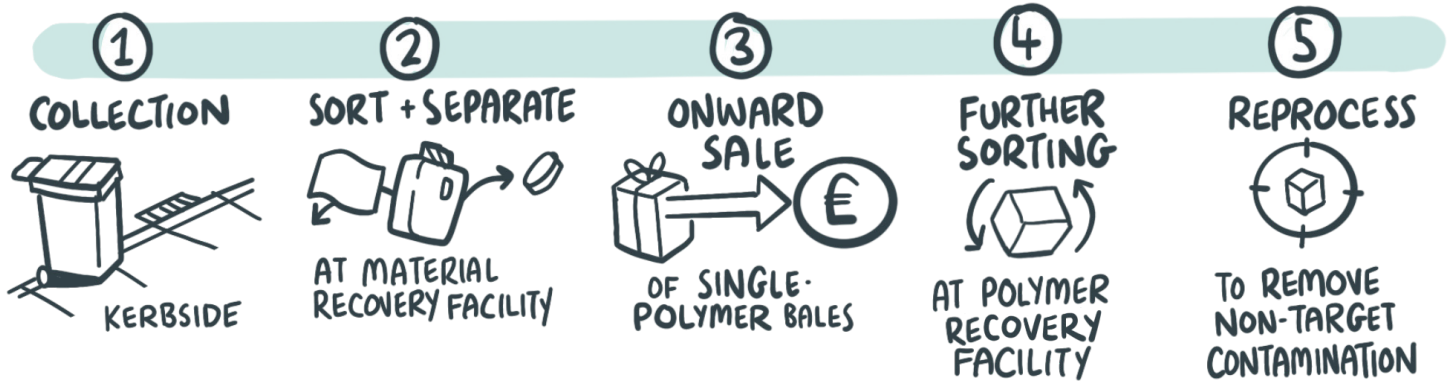 1
COLLECTION
KERBSIDE
2
SORT + SEPARATE
AT MATERIAL
RECOVERY FACILITY
3
ONWARD
SALE
£
OF SINGLE-
POLYMER BALES
4
FURTHER
SORTING
AT POLYMER
RECOVERY
FACILITY
5
REPROCESS
TO REMOVE
NON-TARGET
CONTAMINATION